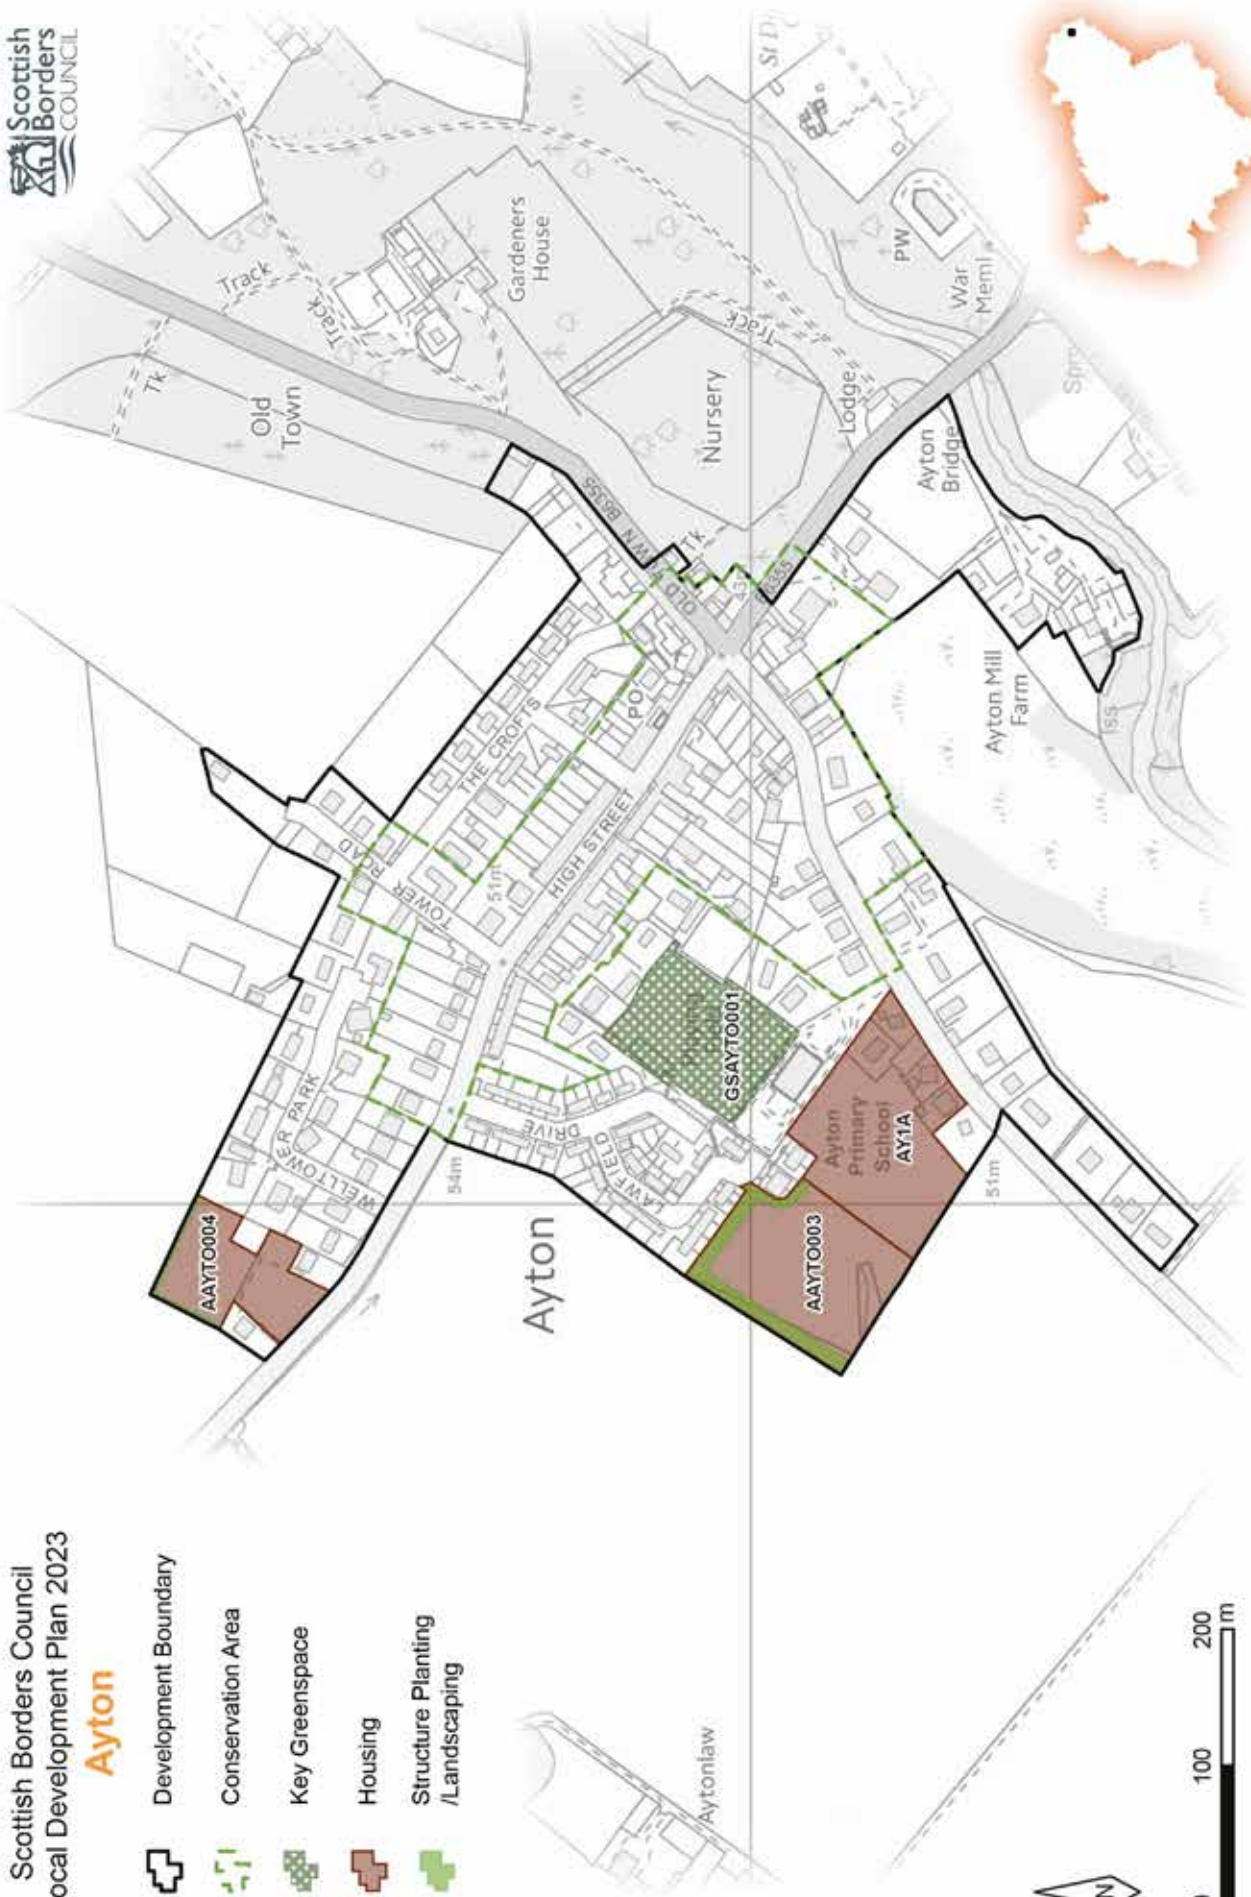 Scottish Borders Council
ocal Development Plan 2023
Ayton
Development Boundary
Conservation Area
Key Greenspace
Housing
Structure Planting
/Landscaping
Scottish
Borders
COUNCIL
Tk
Track
Track
Old
Town
Gardeners
House
Nursery
Track
Lodge
St D
PW
War
Meml
Ayton
Bridge
B6355
OLD
Tk
PO
THE CROFTS
HIGH STREET
TOWER ROAD
51m
WELLTOWER PARK
54m
AAYTO004
Ayton
LAWFIELD
DRIVE
GSAYTO001
Ayton
Primary
School
AY1A
AAYTO003
51m
Ayton Mill
Farm
Iss
Aytonlaw
N
100
200
m